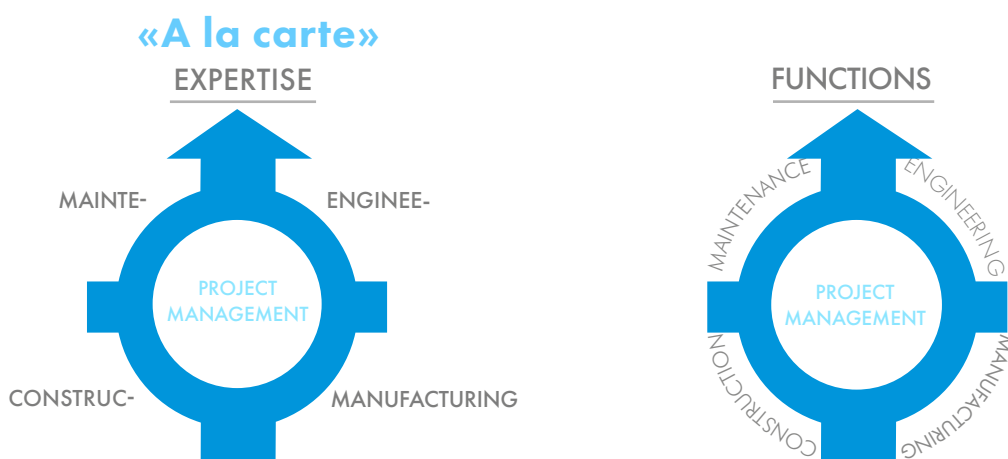 «A la carte»
EXPERTISE
MAINTE-
ENGINEE-
PROJECT
MANAGEMENT
CONSTRUC-
MANUFACTURING
FUNCTIONS
MAINTENANCE
ENGINEERING
PROJECT
MANAGEMENT
CONSTRUCTION
MANUFACTURING